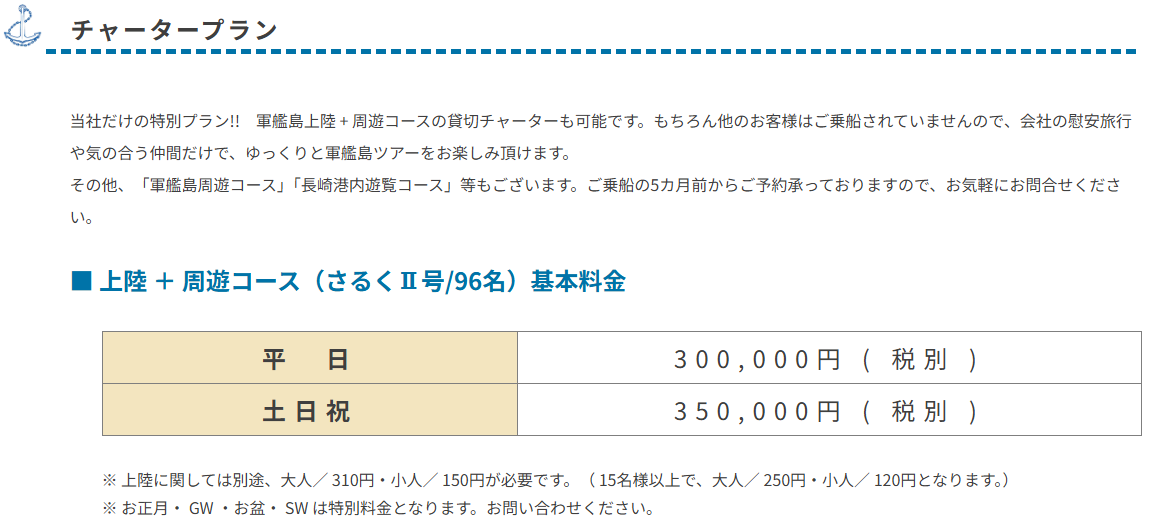 チャータープラン
当社だけの特別プラン!!　軍艦島上陸 + 周遊コースの貸切チャーターも可能です。もちろん他のお客様はご乗船されていませんので、会社の慰安旅行
や気の合う仲間だけで、ゆっくりと軍艦島ツアーをお楽しみ頂けます。
その他、「軍艦島周遊コース」「長崎港内遊覧コース」等もございます。ご乗船の5カ月前からご予約承っておりますので、お気軽にお問合せくださ
い。
■ 上陸 ＋ 周遊コース（さるくⅡ号/96名）基本料金
平　日
300,000円 ( 税別 )
土日祝
350,000円 ( 税別 )
※ 上陸に関しては別途、大人／ 310円・小人／ 150円が必要です。（ 15名様以上で、大人／ 250円・小人／ 120円となります。）
※ お正月・ GW ・お盆・ SW は特別料金となります。お問い合わせください。